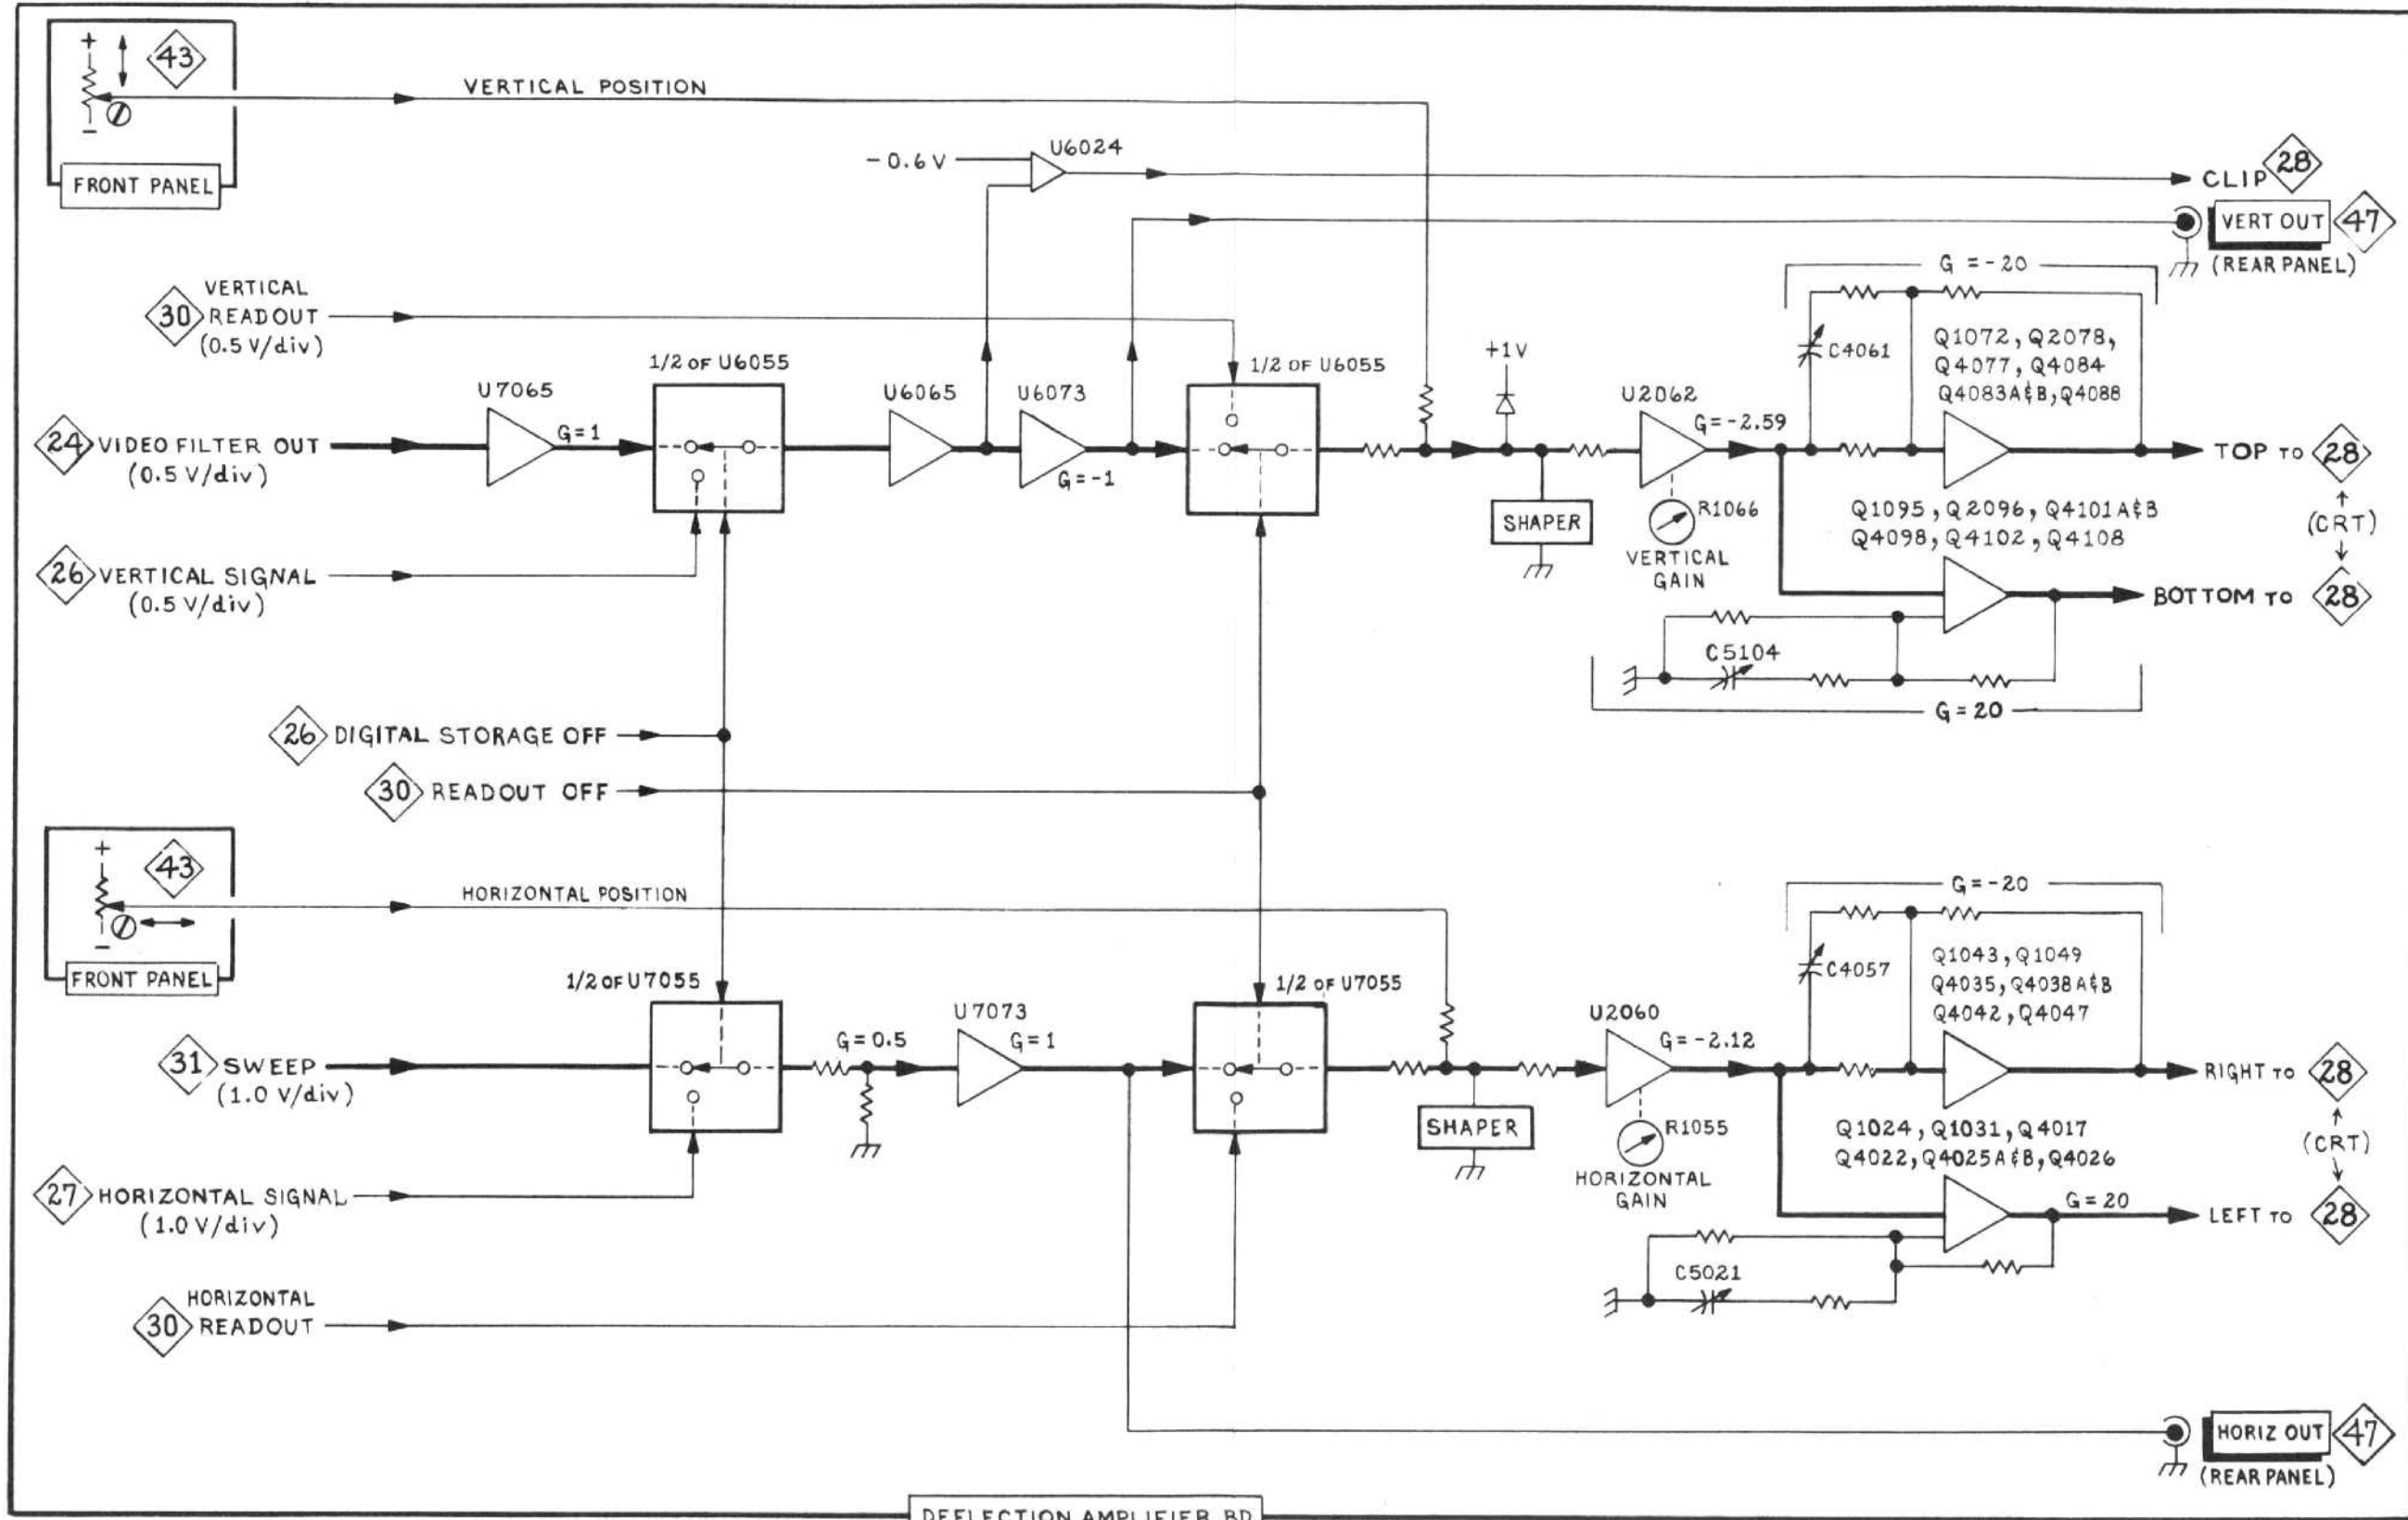 +
43
−
FRONT PANEL
VERTICAL POSITION
-0.6V
U6024
CLIP 28
VERT OUT 47
(REAR PANEL)
30 VERTICAL
READOUT
(0.5 V/div)
24 VIDEO FILTER OUT
(0.5 V/div)
26 VERTICAL SIGNAL
(0.5 V/div)
U7065
G=1
1/2 OF U6055
U6065
U6073
G=-1
1/2 OF U6055
+1V
SHAPER
U2062
G=-2.59
R1066
VERTICAL
GAIN
G=-20
C4061
Q1072, Q2078,
Q4077, Q4084
Q4083A&B, Q4088
TOP TO 28
(CRT)
Q1095, Q2096, Q4101A&B
Q4098, Q4102, Q4108
BOTTOM TO 28
C5104
G=20
26 DIGITAL STORAGE OFF
30 READOUT OFF
+
43
−
FRONT PANEL
HORIZONTAL POSITION
31 SWEEP
(1.0 V/div)
27 HORIZONTAL SIGNAL
(1.0 V/div)
30 HORIZONTAL
READOUT
1/2 OF U7055
G=0.5
U7073
G=1
1/2 OF U7055
SHAPER
U2060
G=-2.12
R1055
HORIZONTAL
GAIN
G=-20
C4057
Q1043, Q1049
Q4035, Q4038A&B
Q4042, Q4047
RIGHT TO 28
(CRT)
Q1024, Q1031, Q4017
Q4022, Q4025A&B, Q4026
G=20
LEFT TO 28
C5021
HORIZ OUT 47
(REAR PANEL)
DEFLECTION AMPLIFIER BD